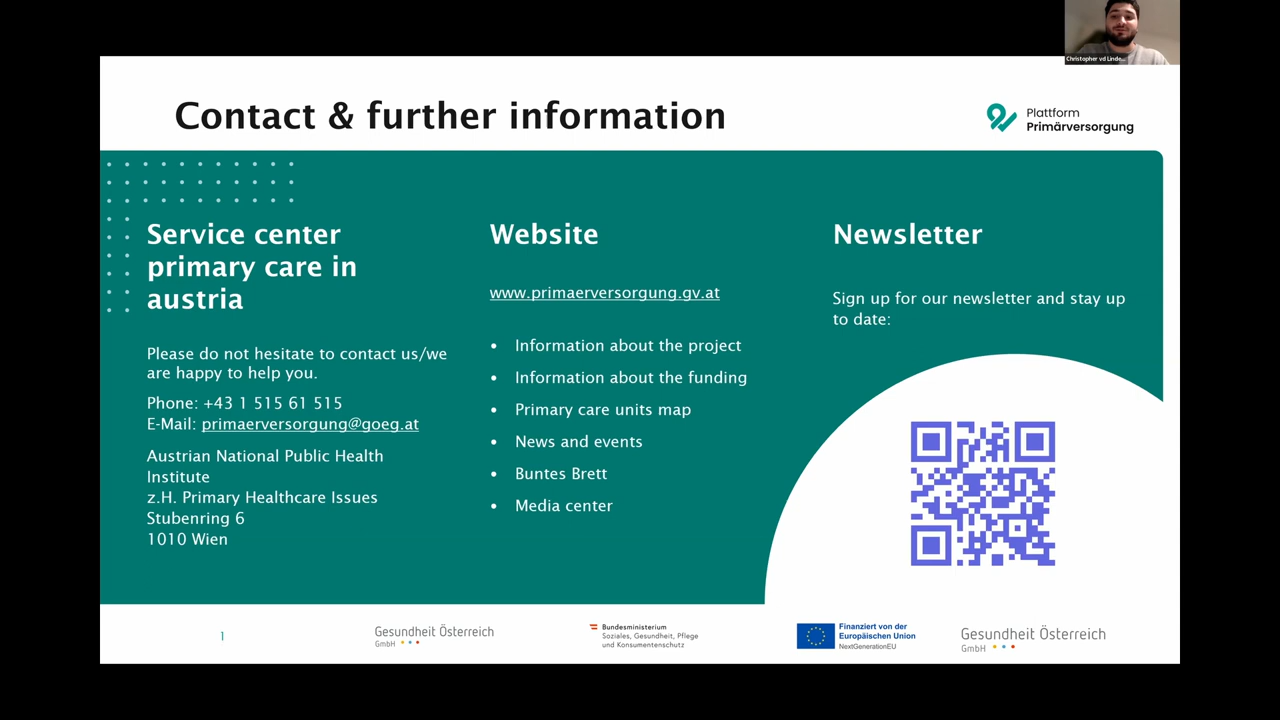 Christopher vd Linde...
Contact & further information
Plattform
Primärversorgung
Service center
primary care in
austria
Please do not hesitate to contact us/we
are happy to help you.
Phone: +43 1 515 61 515
E-Mail: primaerversorgung@goeg.at
Austrian National Public Health
Institute
z.H. Primary Healthcare Issues
Stubenring 6
1010 Wien
Website
www.primaerversorgung.gv.at
• Information about the project
• Information about the funding
• Primary care units map
• News and events
• Buntes Brett
• Media center
Newsletter
Sign up for our newsletter and stay up
to date:
1
Gesundheit Österreich
GmbH
Bundesministerium
Soziales, Gesundheit, Pflege
und Konsumentenschutz
Finanziert von der
Europäischen Union
NextGenerationEU
Gesundheit Österreich
GmbH